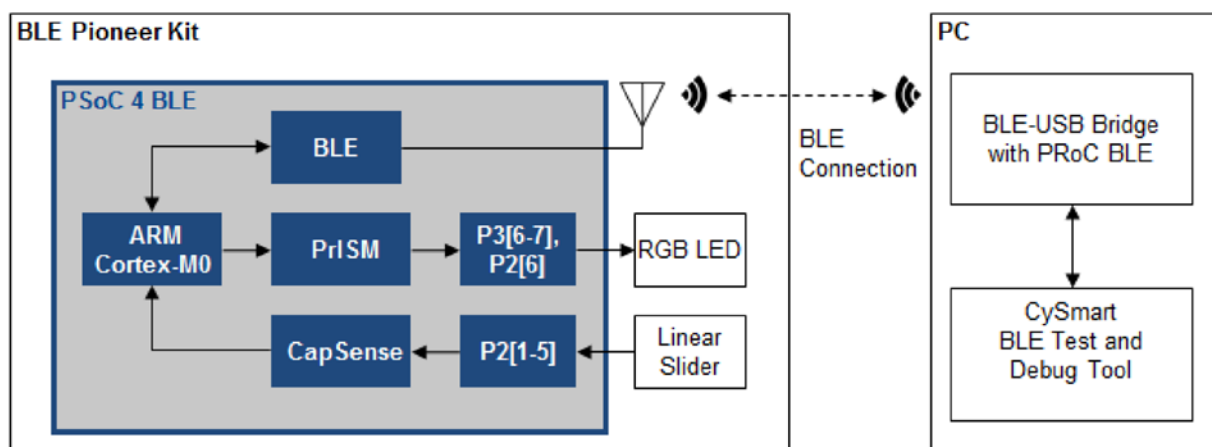 BLE Pioneer Kit
PSoC 4 BLE
BLE
ARM
Cortex-M0
PrISM
P3[6-7],
P2[6]
RGB LED
CapSense
P2[1-5]
Linear
Slider
BLE
Connection
PC
BLE-USB Bridge
with PRoC BLE
CySmart
BLE Test and
Debug Tool